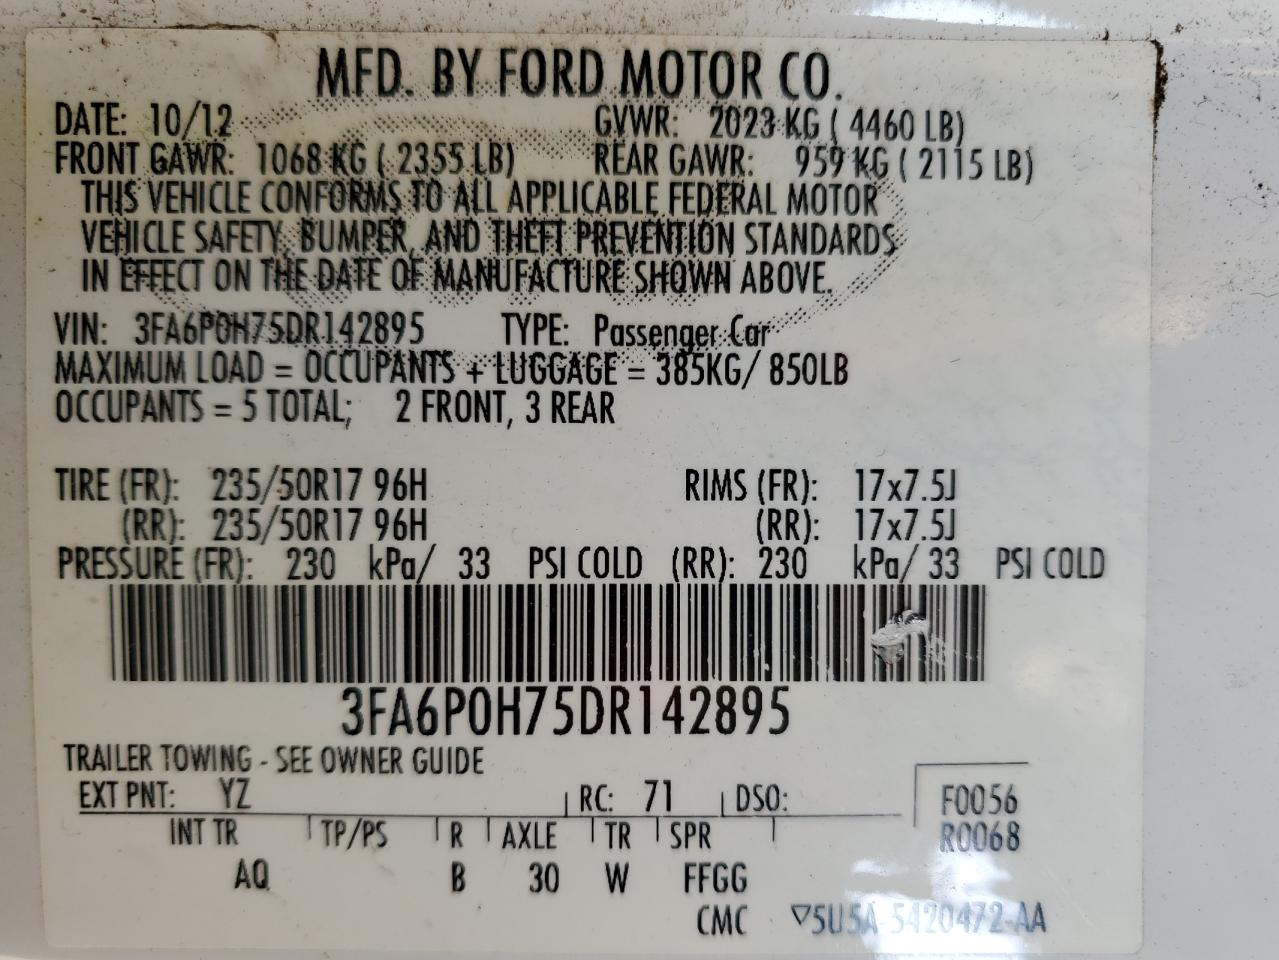 MFD. BY FORD MOTOR CO.
DATE: 10/12 GVWR: 2023 KG ( 4460 LB)
FRONT GAWR: 1068 KG ( 2355 LB) REAR GAWR: 959 KG ( 2115 LB)
THIS VEHICLE CONFORMS TO ALL APPLICABLE FEDERAL MOTOR
VEHICLE SAFETY, BUMPER, AND THEFT PREVENTION STANDARDS
IN EFFECT ON THE DATE OF MANUFACTURE SHOWN ABOVE.
VIN: 3FA6P0H75DR142895 TYPE: Passenger Car
MAXIMUM LOAD = OCCUPANTS + LUGGAGE = 385KG/ 850LB
OCCUPANTS = 5 TOTAL; 2 FRONT, 3 REAR
TIRE (FR): 235/50R17 96H RIMS (FR): 17x7.5J
(RR): 235/50R17 96H (RR): 17x7.5J
PRESSURE (FR): 230 kPa/ 33 PSI COLD (RR): 230 kPa/ 33 PSI COLD
3FA6P0H75DR142895
TRAILER TOWING - SEE OWNER GUIDE
EXT PNT: YZ RC: 71 DSO: F0056
INT TR TP/PS R AXLE TR SPR R0068
AQ B 30 W FFGG
CMC ▽5U5A-5420472-AA